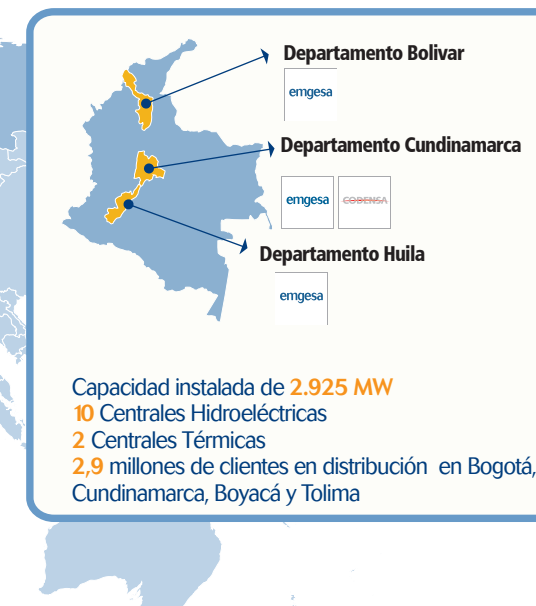 Departamento Bolivar
emgesa
Departamento Cundinamarca
emgesa CODENSA
Departamento Huila
emgesa
Capacidad instalada de 2.925 MW
10 Centrales Hidroeléctricas
2 Centrales Térmicas
2,9 millones de clientes en distribución en Bogotá,
Cundinamarca, Boyacá y Tolima